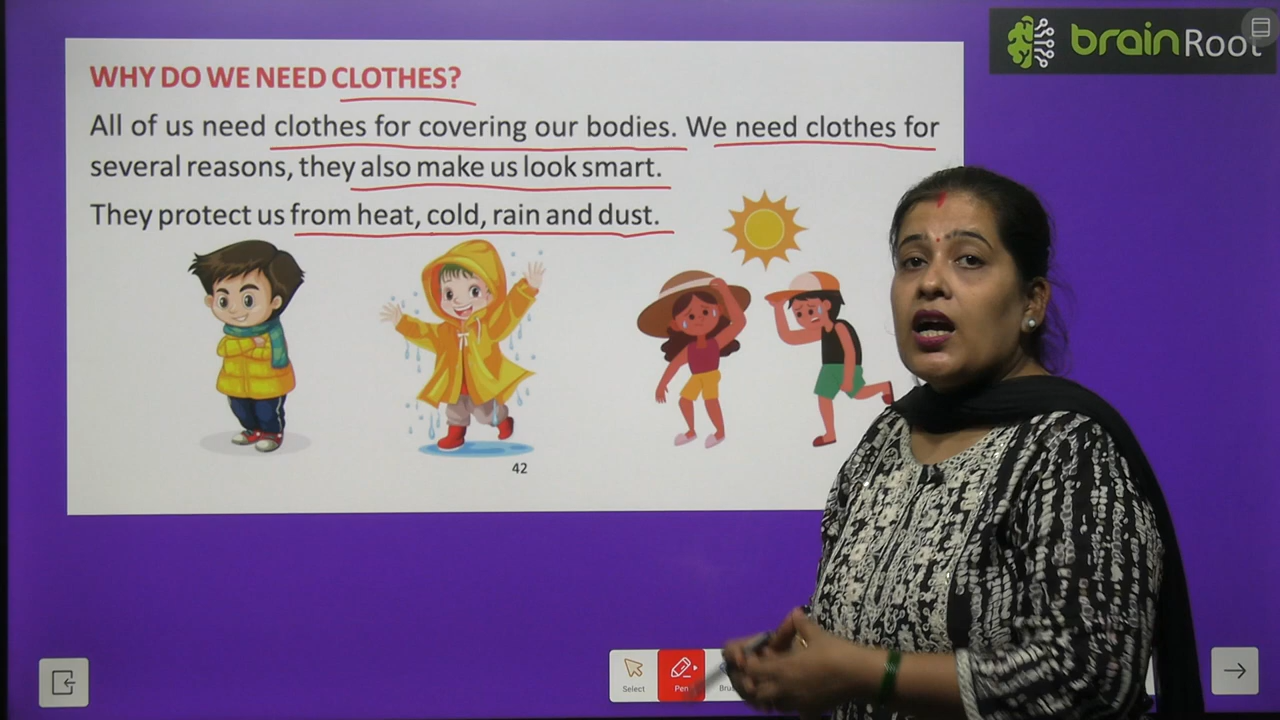 brainRoot
WHY DO WE NEED CLOTHES?
All of us need clothes for covering our bodies. We need clothes for
several reasons, they also make us look smart.
They protect us from heat, cold, rain and dust.
42
Select
Pen